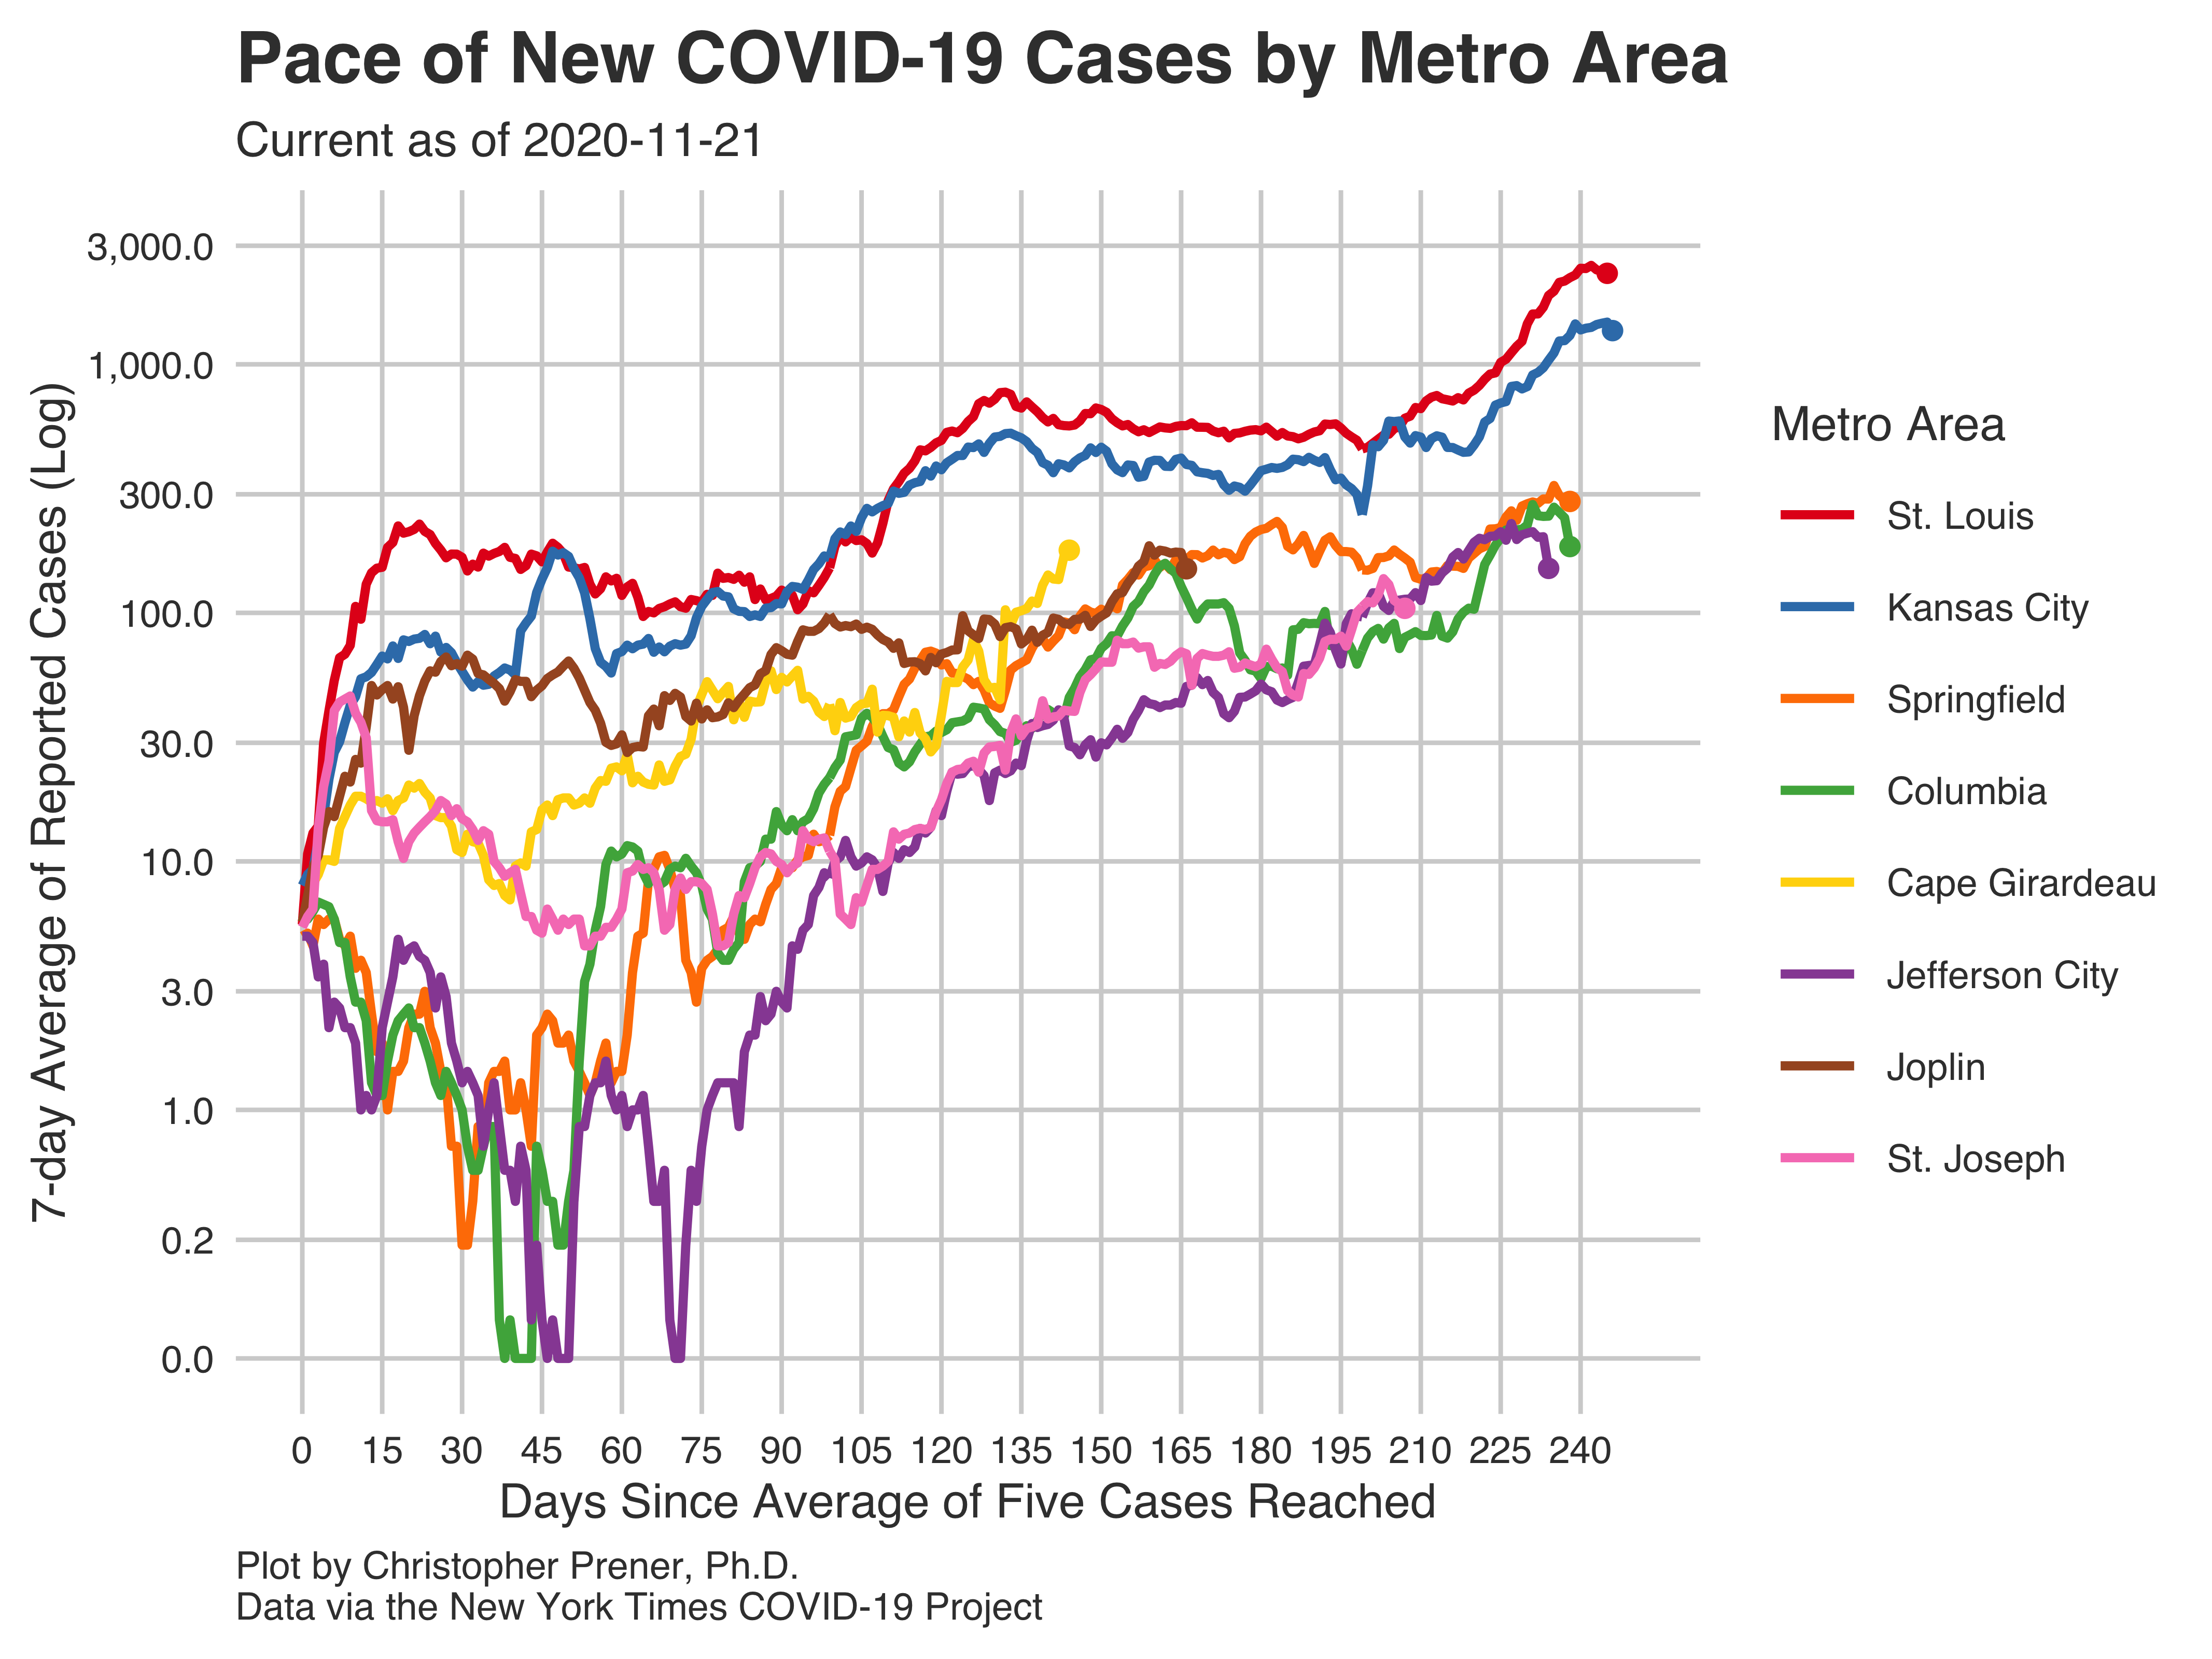 Pace of New COVID-19 Cases by Metro Area
Current as of 2020-11-21
7-day Average of Reported Cases (Log)
3,000.0
1,000.0
300.0
100.0
30.0
10.0
3.0
1.0
0.2
0.0
0 15 30 45 60 75 90 105 120 135 150 165 180 195 210 225 240
Days Since Average of Five Cases Reached
Metro Area
St. Louis
Kansas City
Springfield
Columbia
Cape Girardeau
Jefferson City
Joplin
St. Joseph
Plot by Christopher Prener, Ph.D.
Data via the New York Times COVID-19 Project